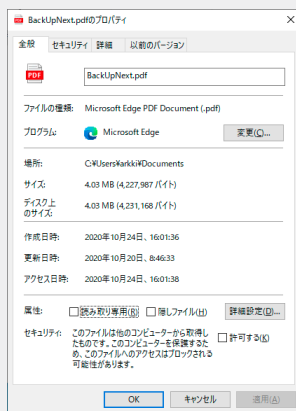 BackUpNext.pdfのプロパティ
全般 セキュリティ 詳細 以前のバージョン
PDF
BackUpNext.pdf
ファイルの種類: Microsoft Edge PDF Document (.pdf)
プログラム: Microsoft Edge 変更(C)...
場所: C:¥Users¥arkki¥Documents
サイズ: 4.03 MB (4,227,987 バイト)
ディスク上
のサイズ: 4.03 MB (4,231,168 バイト)
作成日時: 2020年10月24日、16:01:36
更新日時: 2020年10月20日、8:46:33
アクセス日時: 2020年10月24日、16:01:38
属性: 読み取り専用(R) 隠しファイル(H) 詳細設定(D)...
セキュリティ: このファイルは他のコンピューターから取得し
たものです。このコンピューターを保護するた
め、このファイルへのアクセスはブロックされる
可能性があります。
許可する(K)
OK キャンセル 適用(A)